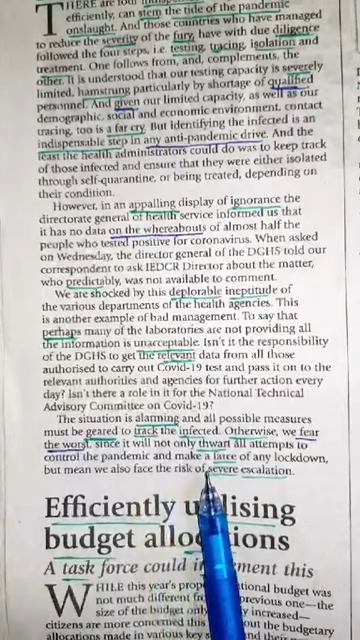 THERE are four
efficiently, can stem the tide of the pandemic
onslaught. And those countries who have managed
to reduce the severity of the fury, have with due diligence
followed the four steps, i.e. testing, tracing, isolation and
treatment. One follows from, and, complements, the
other. It is understood that our testing capacity is severely
limited, hamstrung particularly by shortage of qualified
personnel. And given our limited capacity, as well as our
demographic, social and economic environment, contact
tracing, too is a far cry. But identifying the infected is an
indispensable step in any anti-pandemic drive. And the
least the health administrators could do was to keep track
of those infected and ensure that they were either isolated
through self-quarantine, or being treated, depending on
their condition.
However, in an appalling display of ignorance the
directorate general of health service informed us that
it has no data on the whereabouts of almost half the
people who tested positive for coronavirus. When asked
on Wednesday, the director general of the DGHS told our
correspondent to ask IEDCR Director about the matter,
who predictably, was not available to comment.
We are shocked by this deplorable ineptitude of
the various departments of the health agencies. This
is another example of bad management. To say that
perhaps many of the laboratories are not providing all
the information is unacceptable. Isn't it the responsibility
of the DGHS to get the relevant data from all those
authorised to carry out Covid-19 test and pass it on to the
relevant authorities and agencies for further action every
day? Isn't there a role in it for the National Technical
Advisory Committee on Covid-19?
The situation is alarming and all possible measures
must be geared to track the infected. Otherwise, we fear
the worst, since it will not only thwart all attempts to
control the pandemic and make a farce of any lockdown,
but mean we also face the risk of severe escalation.
Efficiently utilising
budget allocations
A task force could implement this
WHILE this year's national budget was
not much different previous one—the
size of the budget only increased—
citizens are more concerned this the budgetary
allocations made in various key